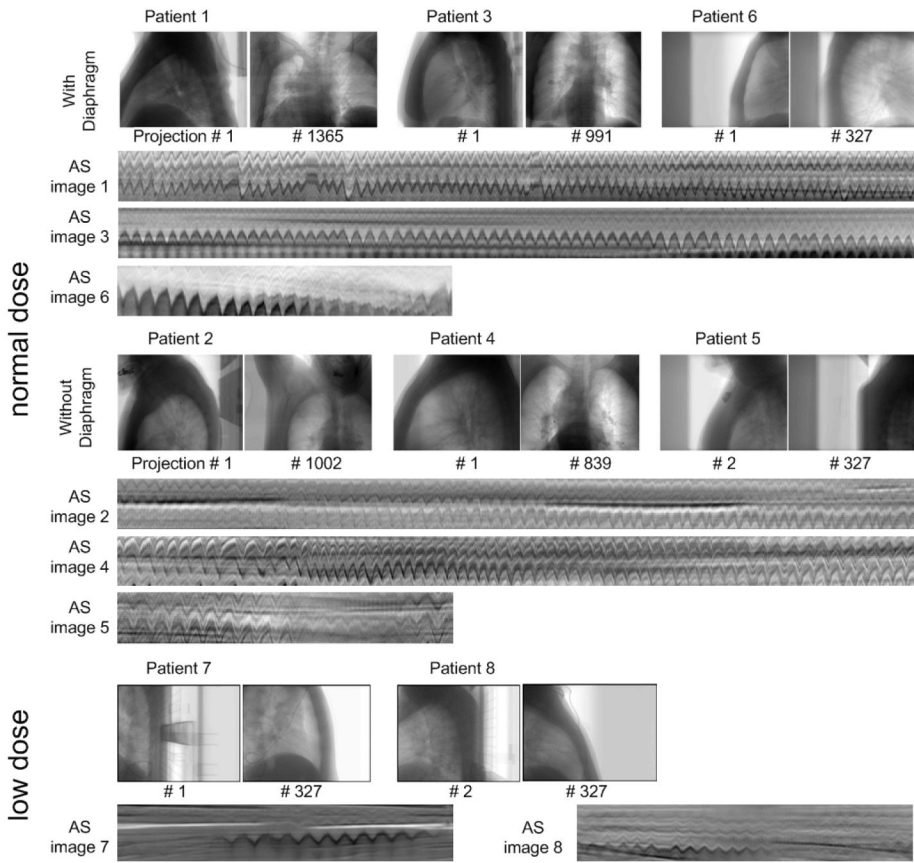 Patient 1 Patient 3 Patient 6
With Diaphragm
Projection # 1 # 1365 # 1 # 991 # 1 # 327
AS image 1
AS image 3
AS image 6
normal dose
Patient 2 Patient 4 Patient 5
Without Diaphragm
Projection # 1 # 1002 # 1 # 839 # 2 # 327
AS image 2
AS image 4
AS image 5
Patient 7 Patient 8
low dose
# 1 # 327 # 2 # 327
AS image 7
AS image 8